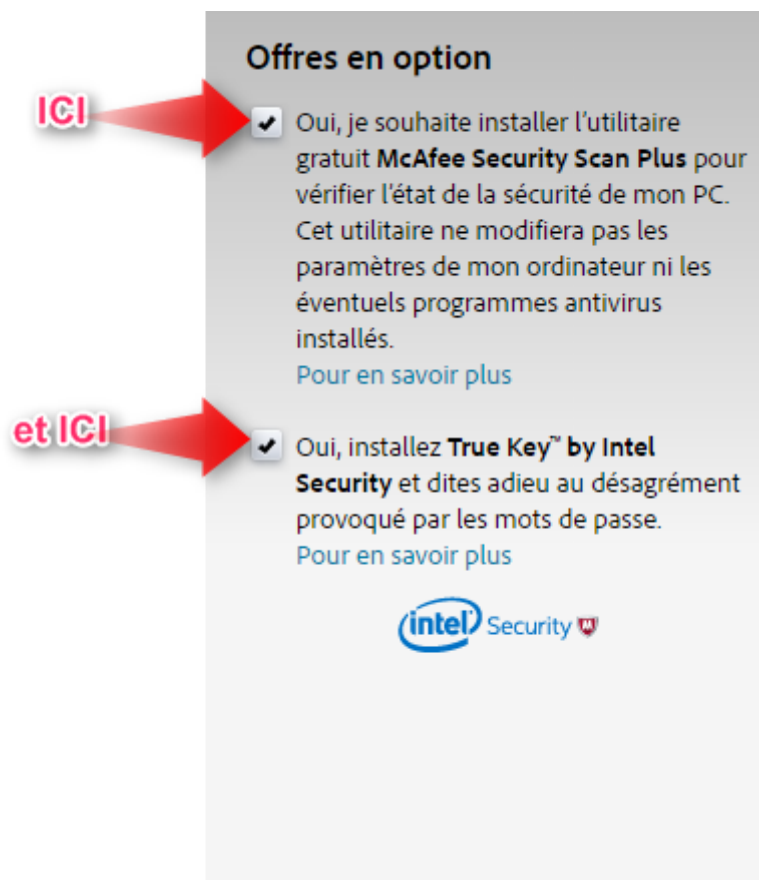 Offres en option
ICI
Oui, je souhaite installer l'utilitaire
gratuit McAfee Security Scan Plus pour
vérifier l'état de la sécurité de mon PC.
Cet utilitaire ne modifiera pas les
paramètres de mon ordinateur ni les
éventuels programmes antivirus
installés.
Pour en savoir plus
et ICI
Oui, installez True Key™ by Intel
Security et dites adieu au désagrément
provoqué par les mots de passe.
Pour en savoir plus
intel Security